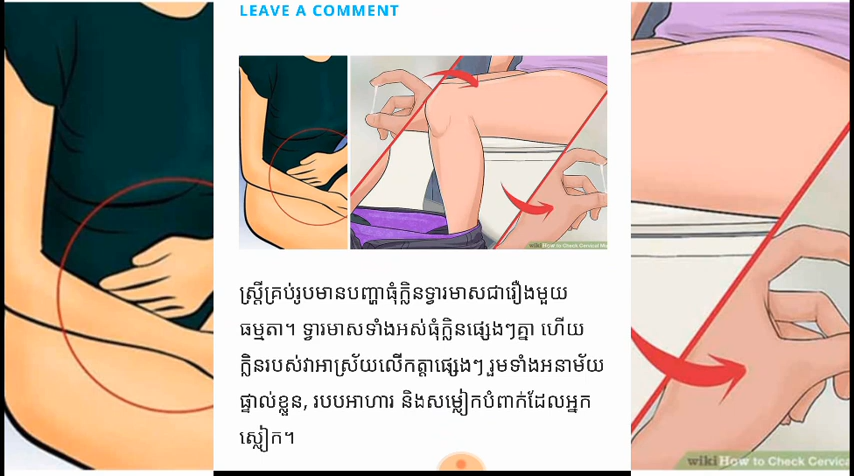 LEAVE A COMMENT
wikiHow to Check Cervical Mu
ស្ត្រីគ្រប់រូបមានបញ្ហាធុំក្លិនទ្វារមាសជារឿងមួយ
ធម្មតា។ ទ្វារមាសទាំងអស់ធុំក្លិនផ្សេងៗគ្នា ហើយ
ក្លិនរបស់វាអាស្រ័យលើកត្តាផ្សេងៗ រួមទាំងអនាម័យ
ផ្ទាល់ខ្លួន, របបអាហារ និងសម្លៀកបំពាក់ដែលអ្នក
ស្លៀក។
wikiHow to Check Cervica